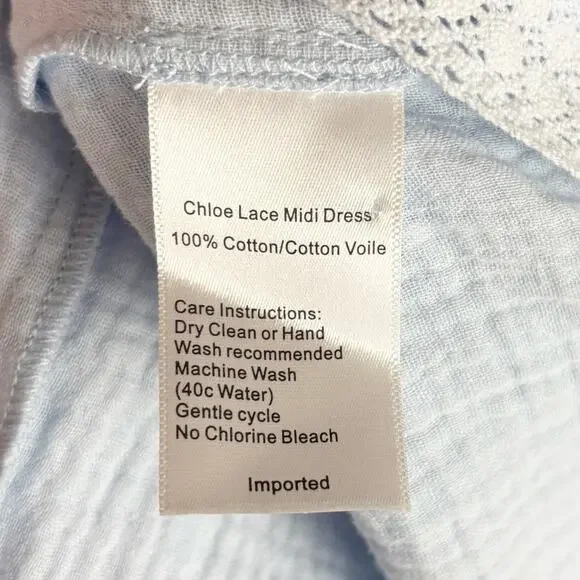 Chloe Lace Midi Dress
100% Cotton/Cotton Voile
Care Instructions:
Dry Clean or Hand
Wash recommended
Machine Wash
(40c Water)
Gentle cycle
No Chlorine Bleach
Imported